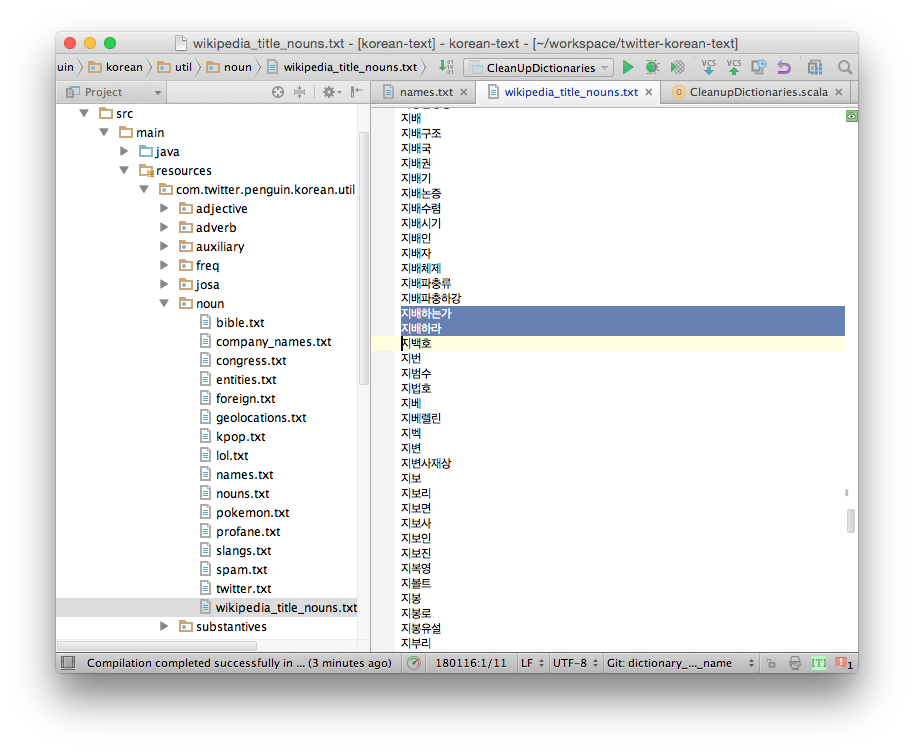 wikipedia_title_nouns.txt - [korean-text] - korean-text - [~/workspace/twitter-korean-text]
uin korean util noun wikipedia_title_nouns.txt CleanUpDictionaries VCS VCS
Project
names.txt wikipedia_title_nouns.txt CleanupDictionaries.scala
src
main
java
resources
com.twitter.penguin.korean.util
adjective
adverb
auxiliary
freq
josa
noun
bible.txt
company_names.txt
congress.txt
entities.txt
foreign.txt
geolocations.txt
kpop.txt
lol.txt
names.txt
nouns.txt
pokemon.txt
profane.txt
slangs.txt
spam.txt
twitter.txt
wikipedia_title_nouns.txt
substantives
지배
지배구조
지배국
지배권
지배기
지배논증
지배수렴
지배시기
지배인
지배자
지배체제
지배파충류
지배파충하강
지배하는가
지배하라
지백호
지번
지범수
지법호
지베
지베렐린
지벡
지변
지변사재상
지보
지보리
지보면
지보사
지보인
지보진
지복영
지볼트
지봉
지봉로
지봉유설
지부리
Compilation completed successfully in ... (3 minutes ago) 180116:1/11 LF UTF-8 Git: dictionary_..._name [T] 1